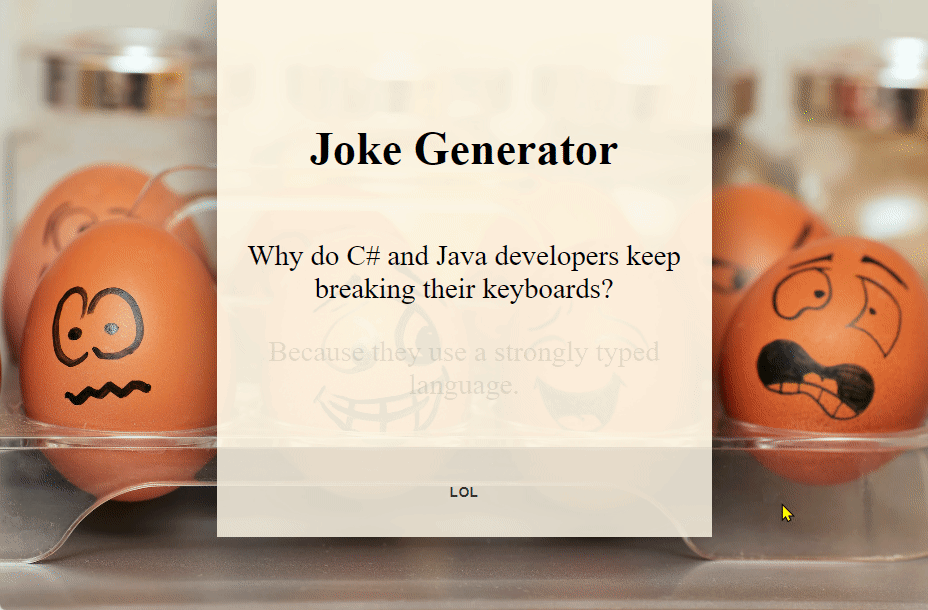 Joke Generator
Why do C# and Java developers keep
breaking their keyboards?
Because they use a strongly typed
language.
LOL